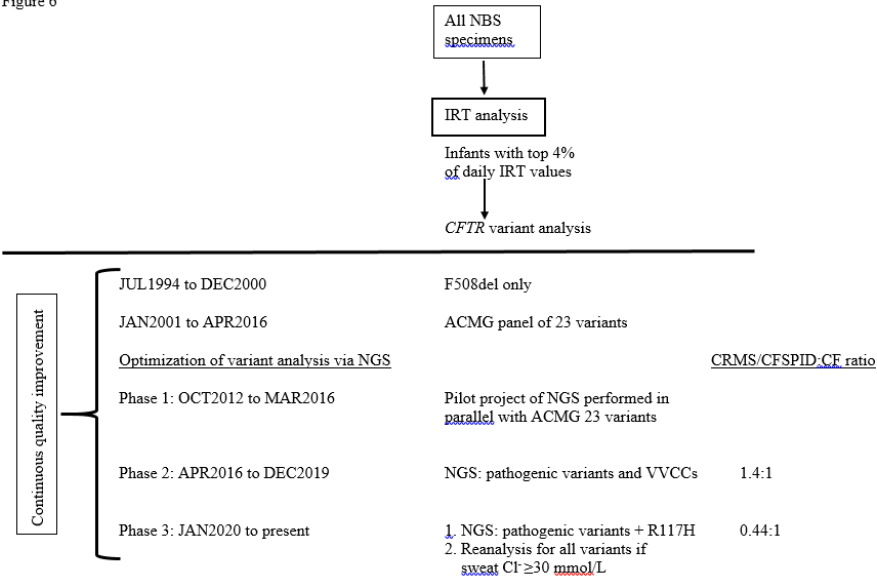 Figure 6
All NBS
specimens
IRT analysis
Infants with top 4%
of daily IRT values
CFTR variant analysis
Continuous quality improvement
JUL1994 to DEC2000 F508del only
JAN2001 to APR2016 ACMG panel of 23 variants
Optimization of variant analysis via NGS CRMS/CFSPID:CF ratio
Phase 1: OCT2012 to MAR2016 Pilot project of NGS performed in
parallel with ACMG 23 variants
Phase 2: APR2016 to DEC2019 NGS: pathogenic variants and VVCCs 1.4:1
Phase 3: JAN2020 to present 1. NGS: pathogenic variants + R117H 0.44:1
2. Reanalysis for all variants if
sweat Cl⁻≥30 mmol/L